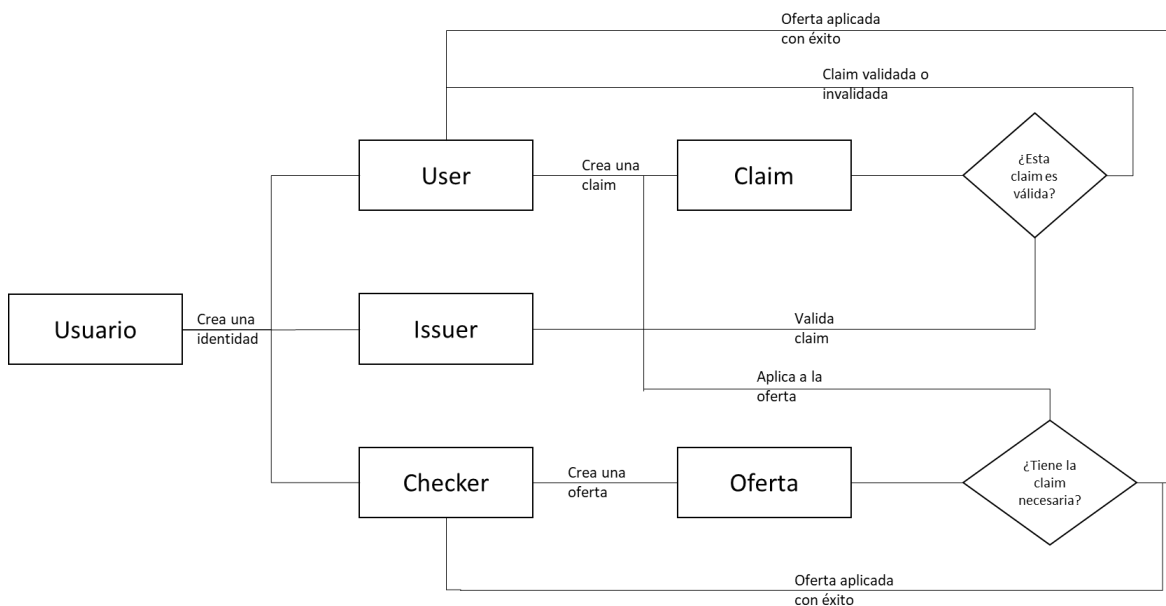 Oferta aplicada
con éxito
Claim validada o
invalidada
User
Crea una
claim
Claim
¿Esta
claim es
válida?
Usuario
Crea una
identidad
Issuer
Valida
claim
Aplica a la
oferta
Checker
Crea una
oferta
Oferta
¿Tiene la
claim
necesaria?
Oferta aplicada
con éxito